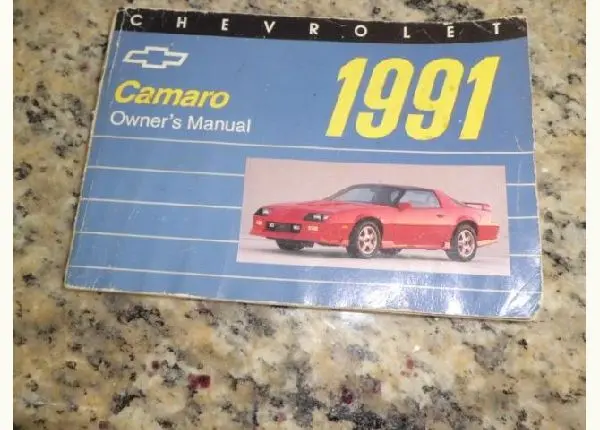 CHEVROLET
1991
Camaro
Owner's Manual